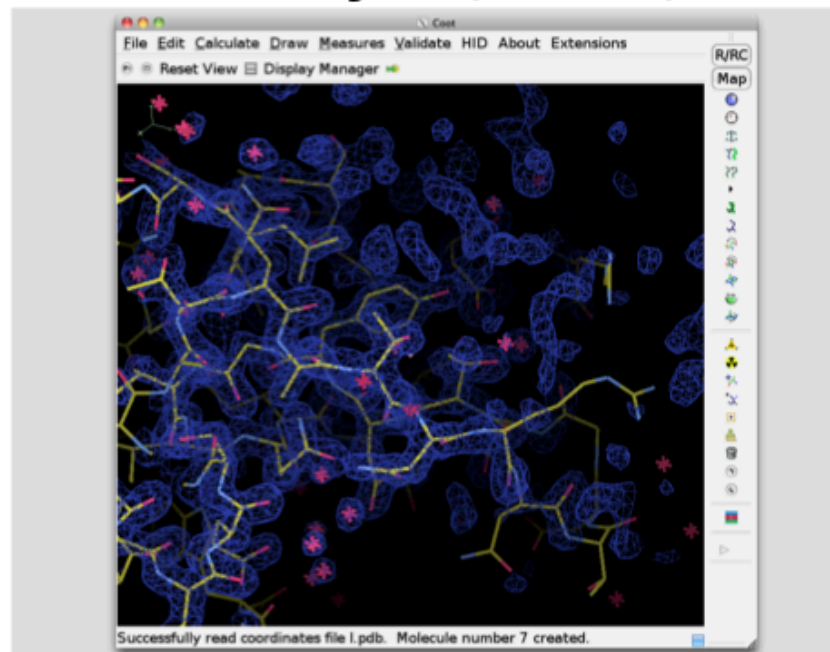 Coot
File Edit Calculate Draw Measures Validate HID About Extensions
R/RC
Reset View Display Manager
Map
Successfully read coordinates file l.pdb. Molecule number 7 created.